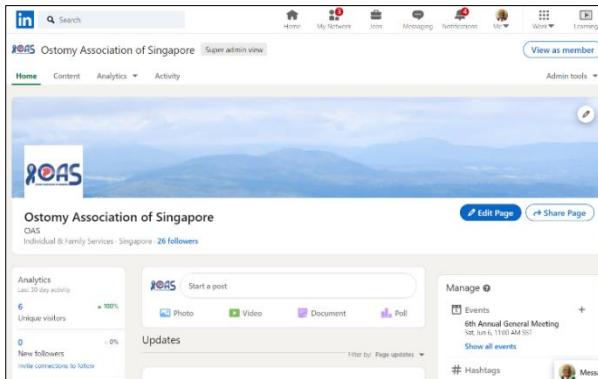 in Search
3
4
Home My Network Jobs Messaging Notifications Me Work Learning
OAS Ostomy Association of Singapore Super admin view View as member
Home Content Analytics Activity Admin tools
OAS
Ostomy Association of Singapore
OAS
Individual & Family Services · Singapore · 26 followers
Edit Page Share Page
Analytics
Last 30 day activity
6 100%
Unique visitors
0 0%
New followers
Invite connections to follow
OAS Start a post
Photo Video Document Poll
Updates
Filter by: Page updates
Manage
Events +
6th Annual General Meeting
Sat, Jun 6, 11:00 AM SST
Show all events
# Hashtags
Messa